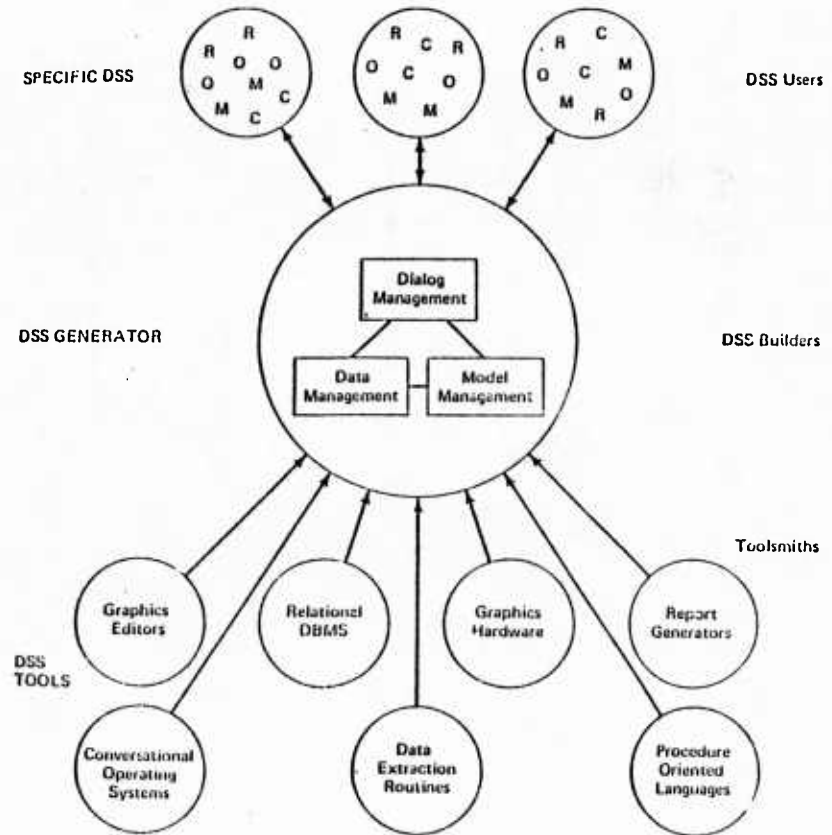 R
R
O O
O M
M C
C
R C R
O C
M O
M
R C
O C M
M O
R
SPECIFIC DSS
DSS Users
Dialog
Management
DSS GENERATOR
DSS Builders
Data
Management
Model
Management
Toolsmiths
Graphics
Editors
Relational
DBMS
Graphics
Hardware
Report
Generators
DSS
TOOLS
Conversational
Operating
Systems
Data
Extraction
Routines
Procedure
Oriented
Languages